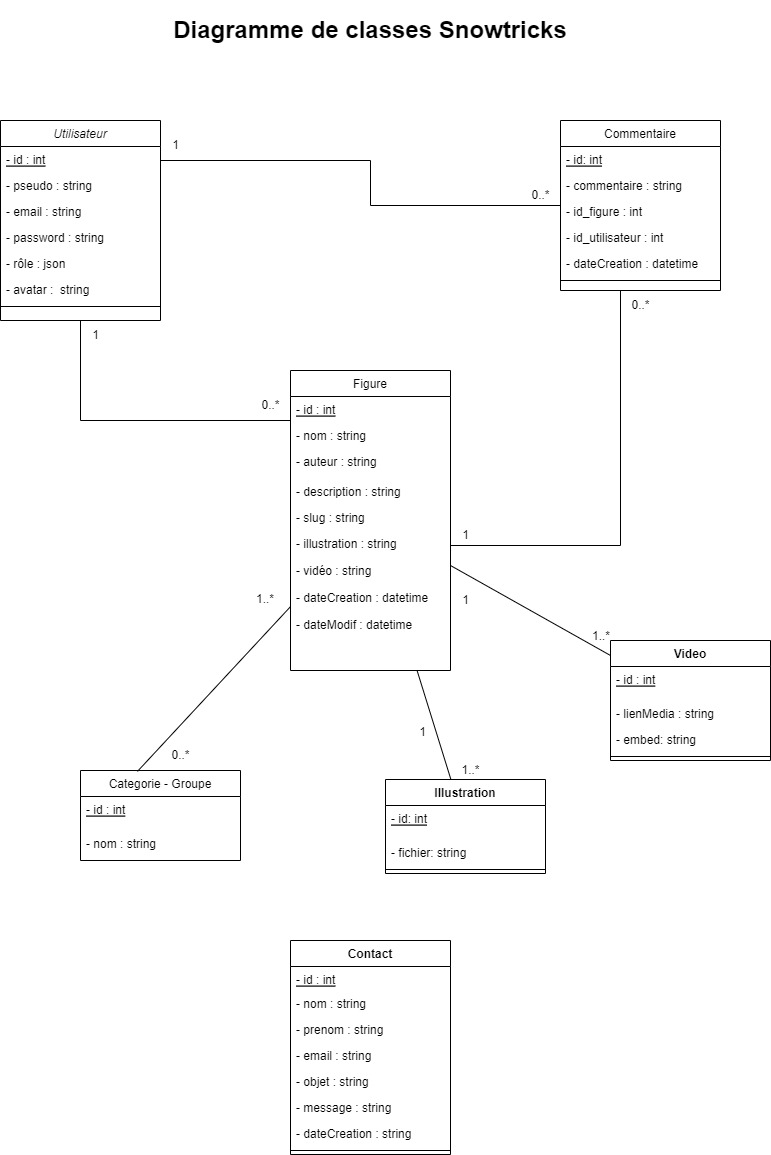 Diagramme de classes Snowtricks
Utilisateur
- id : int
- pseudo : string
- email : string
- password : string
- rôle : json
- avatar :  string
1
0..*
Commentaire
- id: int
- commentaire : string
- id_figure : int
- id_utilisateur : int
- dateCreation : datetime
1
0..*
0..*
Figure
- id : int
- nom : string
- auteur : string
- description : string
- slug : string
- illustration : string
- vidéo : string
- dateCreation : datetime
- dateModif : datetime
1
1
1..*
1..*
Video
- id : int
- lienMedia : string
- embed: string
1
0..*
1..*
Categorie - Groupe
- id : int
- nom : string
Illustration
- id: int
- fichier: string
Contact
- id : int
- nom : string
- prenom : string
- email : string
- objet : string
- message : string
- dateCreation : string